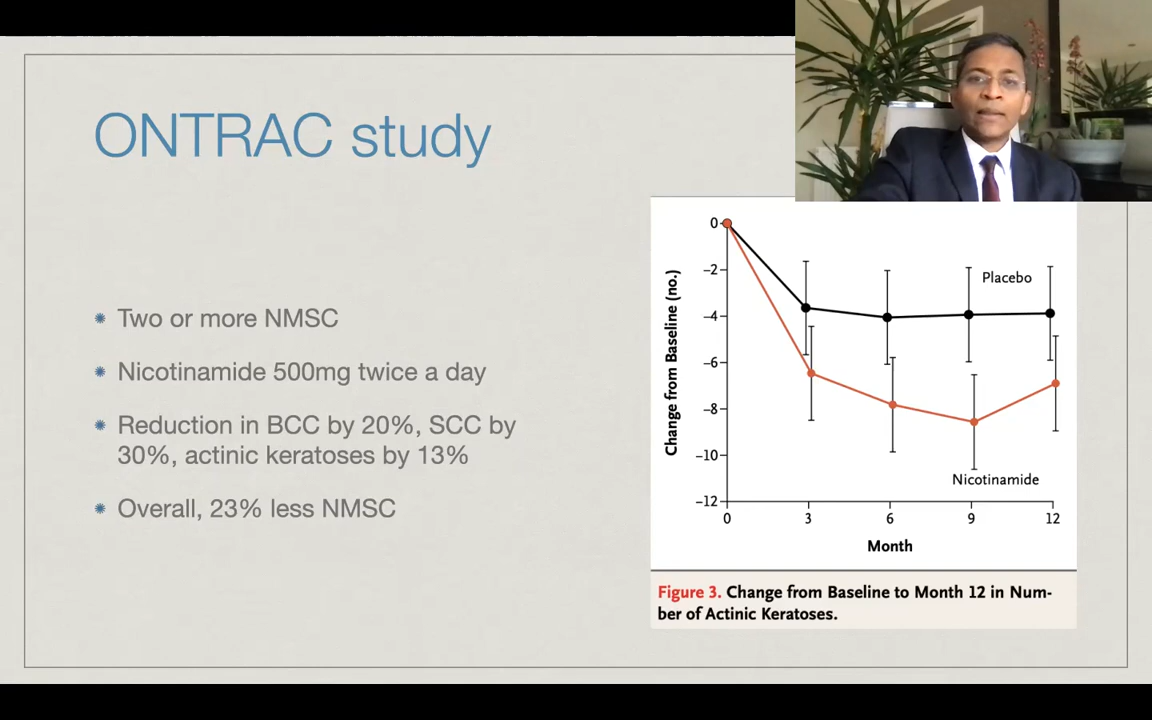 ONTRAC study
Two or more NMSC
Nicotinamide 500mg twice a day
Reduction in BCC by 20%, SCC by
30%, actinic keratoses by 13%
Overall, 23% less NMSC
Change from Baseline (no.)
0
–2
–4
–6
–8
–10
–12
Placebo
Nicotinamide
0 3 6 9 12
Month
Figure 3. Change from Baseline to Month 12 in Num-
ber of Actinic Keratoses.